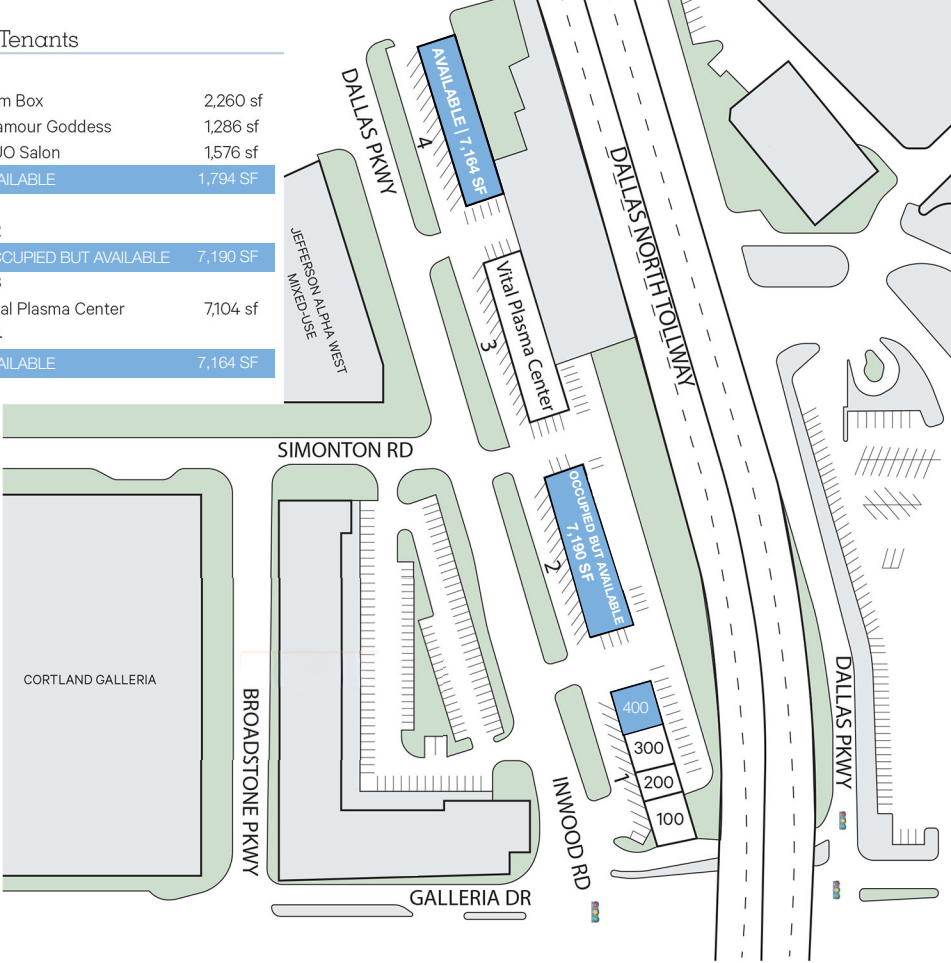 Tenants
m Box 2,260 sf
amour Goddess 1,286 sf
JO Salon 1,576 sf
AILABLE 1,794 SF
CCUPIED BUT AVAILABLE 7,190 SF
al Plasma Center 7,104 sf
AILABLE 7,164 SF
DALLAS PKWY
AVAILABLE | 7,164 SF
4
DALLAS NORTH TOLLWAY
JEFFERSON ALPHA WEST
MIXED-USE
Vital Plasma Center
3
SIMONTON RD
OCCUPIED BUT AVAILABLE
7,190 SF
2
CORTLAND GALLERIA
BROADSTONE PKWY
400
300
200
100
1
INWOOD RD
DALLAS PKWY
GALLERIA DR